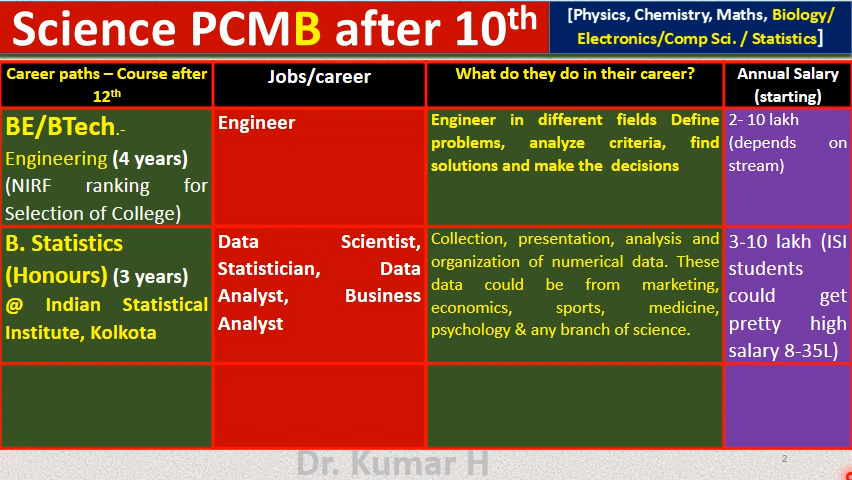 Science PCMB after 10th
[Physics, Chemistry, Maths, Biology/
Electronics/Comp Sci. / Statistics]
Career paths – Course after
12th
Jobs/career
What do they do in their career?
Annual Salary
(starting)
BE/BTech.-
Engineering (4 years)
(NIRF ranking for
Selection of College)
Engineer
Engineer in different fields Define
problems, analyze criteria, find
solutions and make the decisions
2- 10 lakh
(depends on
stream)
B. Statistics
(Honours) (3 years)
@ Indian Statistical
Institute, Kolkota
Data Scientist,
Statistician, Data
Analyst, Business
Analyst
Collection, presentation, analysis and
organization of numerical data. These
data could be from marketing,
economics, sports, medicine,
psychology & any branch of science.
3-10 lakh (ISI
students
could get
pretty high
salary 8-35L)
Dr. Kumar H
2